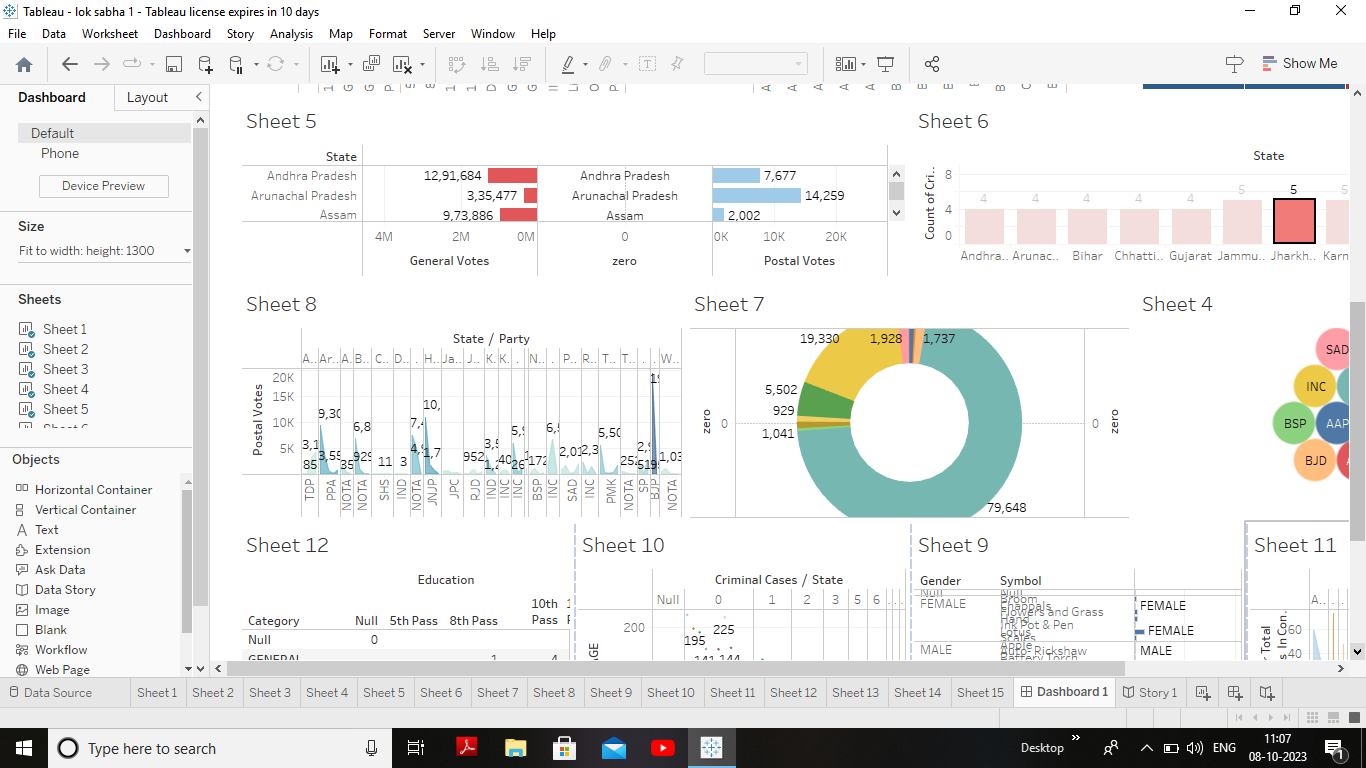 Tableau - lok sabha 1 - Tableau license expires in 10 days
File Data Worksheet Dashboard Story Analysis Map Format Server Window Help
Show Me
Dashboard Layout
Default
Phone
Device Preview
Size
Fit to width: height: 1300
Sheets
Sheet 1
Sheet 2
Sheet 3
Sheet 4
Sheet 5
Objects
Horizontal Container
Vertical Container
Text
Extension
Ask Data
Data Story
Image
Blank
Workflow
Web Page
Sheet 5
State
Andhra Pradesh 12,91,684 Andhra Pradesh 7,677
Arunachal Pradesh 3,35,477 Arunachal Pradesh 14,259
Assam 9,73,886 Assam 2,002
4M 2M 0M 0 0K 10K 20K
General Votes zero Postal Votes
Sheet 6
State
Count of Cri..
8
4
0
4 4 4 4 4 5 5 5
Andhra.. Arunac.. Bihar Chhatti.. Gujarat Jammu.. Jharkh.. Karn
Sheet 8
State / Party
A.. Ar.. A. B.. C.. D.. . H.. Ja.. J.. K. K. . N.. . P.. R.. T.. T.. . . W..
Postal Votes
20K
15K
10K
5K
TDP PPA NOTA NOTA SHS IND NOTA JNJP JPC RJD IND INC INC BSP INC SAD INC PMK NOTA SP BJP NOTA
Sheet 7
zero 0
19,330 1,928 1,737
5,502
929
1,041
79,648
0 zero
Sheet 4
SAD
INC
BSP AAP
BJD
Sheet 12
Education
Category Null 5th Pass 8th Pass 10th Pass
Null 0
GENERAL 1 4
Sheet 10
Criminal Cases / State
Null 0 1 2 3 5 6 ....
200
195 225
141 144
GE
Sheet 9
Gender Symbol
Null Null
FEMALE Broom
Chappals
Flowers and Grass
Hand
Ink Pot & Pen
Lotus
Scales
MALE Apple
Auto- Rickshaw
Battery Torch
FEMALE
FEMALE
MALE
Sheet 11
A..
Total
s In Con.
60
40
Data Source Sheet 1 Sheet 2 Sheet 3 Sheet 4 Sheet 5 Sheet 6 Sheet 7 Sheet 8 Sheet 9 Sheet 10 Sheet 11 Sheet 12 Sheet 13 Sheet 14 Sheet 15 Dashboard 1 Story 1
Type here to search
Desktop
ENG
11:07
08-10-2023
1